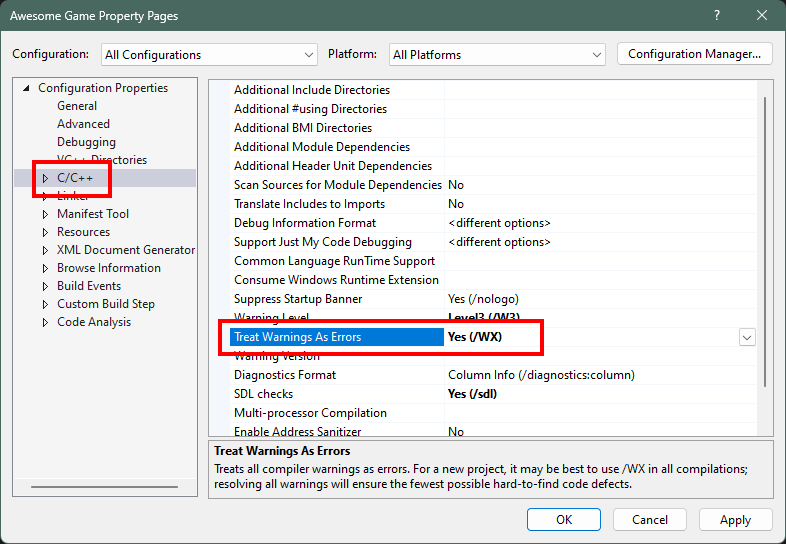 Awesome Game Property Pages
?
Configuration: All Configurations Platform: All Platforms Configuration Manager...
Configuration Properties
General
Advanced
Debugging
VC++ Directories
C/C++
Linker
Manifest Tool
Resources
XML Document Generator
Browse Information
Build Events
Custom Build Step
Code Analysis
Additional Include Directories
Additional #using Directories
Additional BMI Directories
Additional Module Dependencies
Additional Header Unit Dependencies
Scan Sources for Module Dependencies No
Translate Includes to Imports No
Debug Information Format <different options>
Support Just My Code Debugging <different options>
Common Language RunTime Support
Consume Windows Runtime Extension
Suppress Startup Banner Yes (/nologo)
Warning Level Level3 (/W3)
Treat Warnings As Errors Yes (/WX)
Warning Version
Diagnostics Format Column Info (/diagnostics:column)
SDL checks Yes (/sdl)
Multi-processor Compilation
Enable Address Sanitizer No
Treat Warnings As Errors
Treats all compiler warnings as errors. For a new project, it may be best to use /WX in all compilations;
resolving all warnings will ensure the fewest possible hard-to-find code defects.
OK Cancel Apply